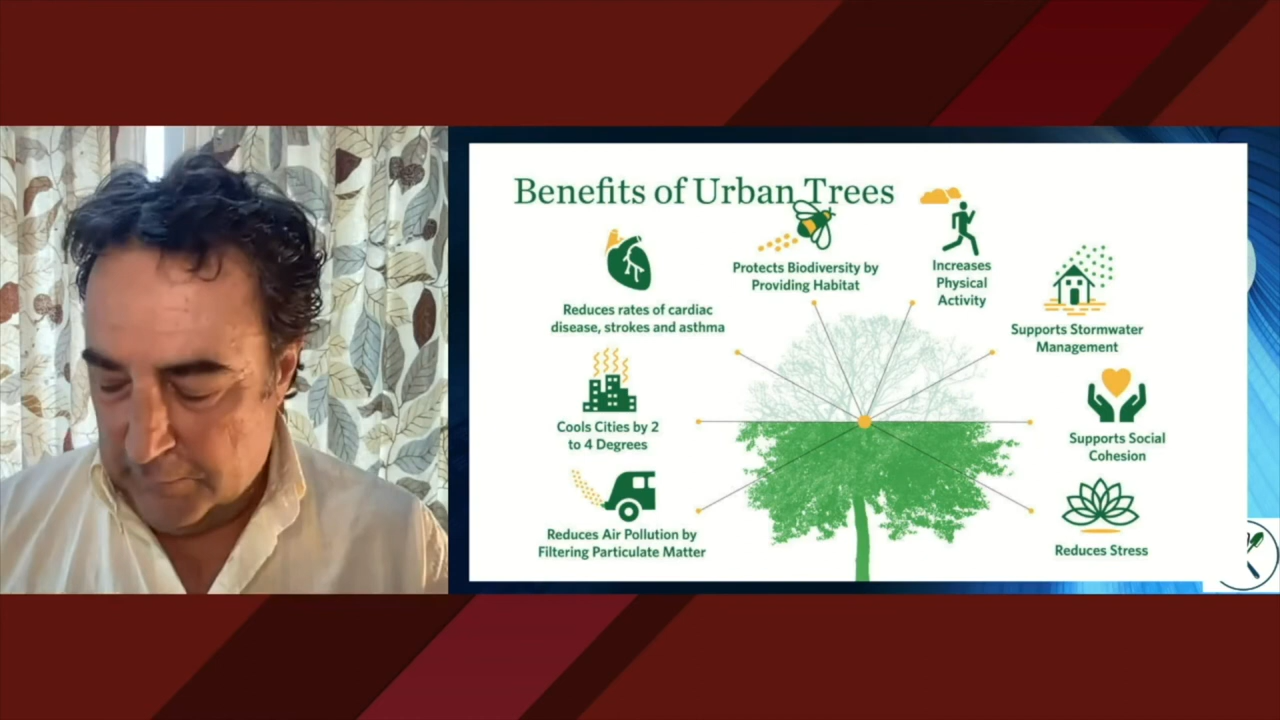 Benefits of Urban Trees
Reduces rates of cardiac
disease, strokes and asthma
Protects Biodiversity by
Providing Habitat
Increases
Physical
Activity
Supports Stormwater
Management
Cools Cities by 2
to 4 Degrees
Supports Social
Cohesion
Reduces Air Pollution by
Filtering Particulate Matter
Reduces Stress